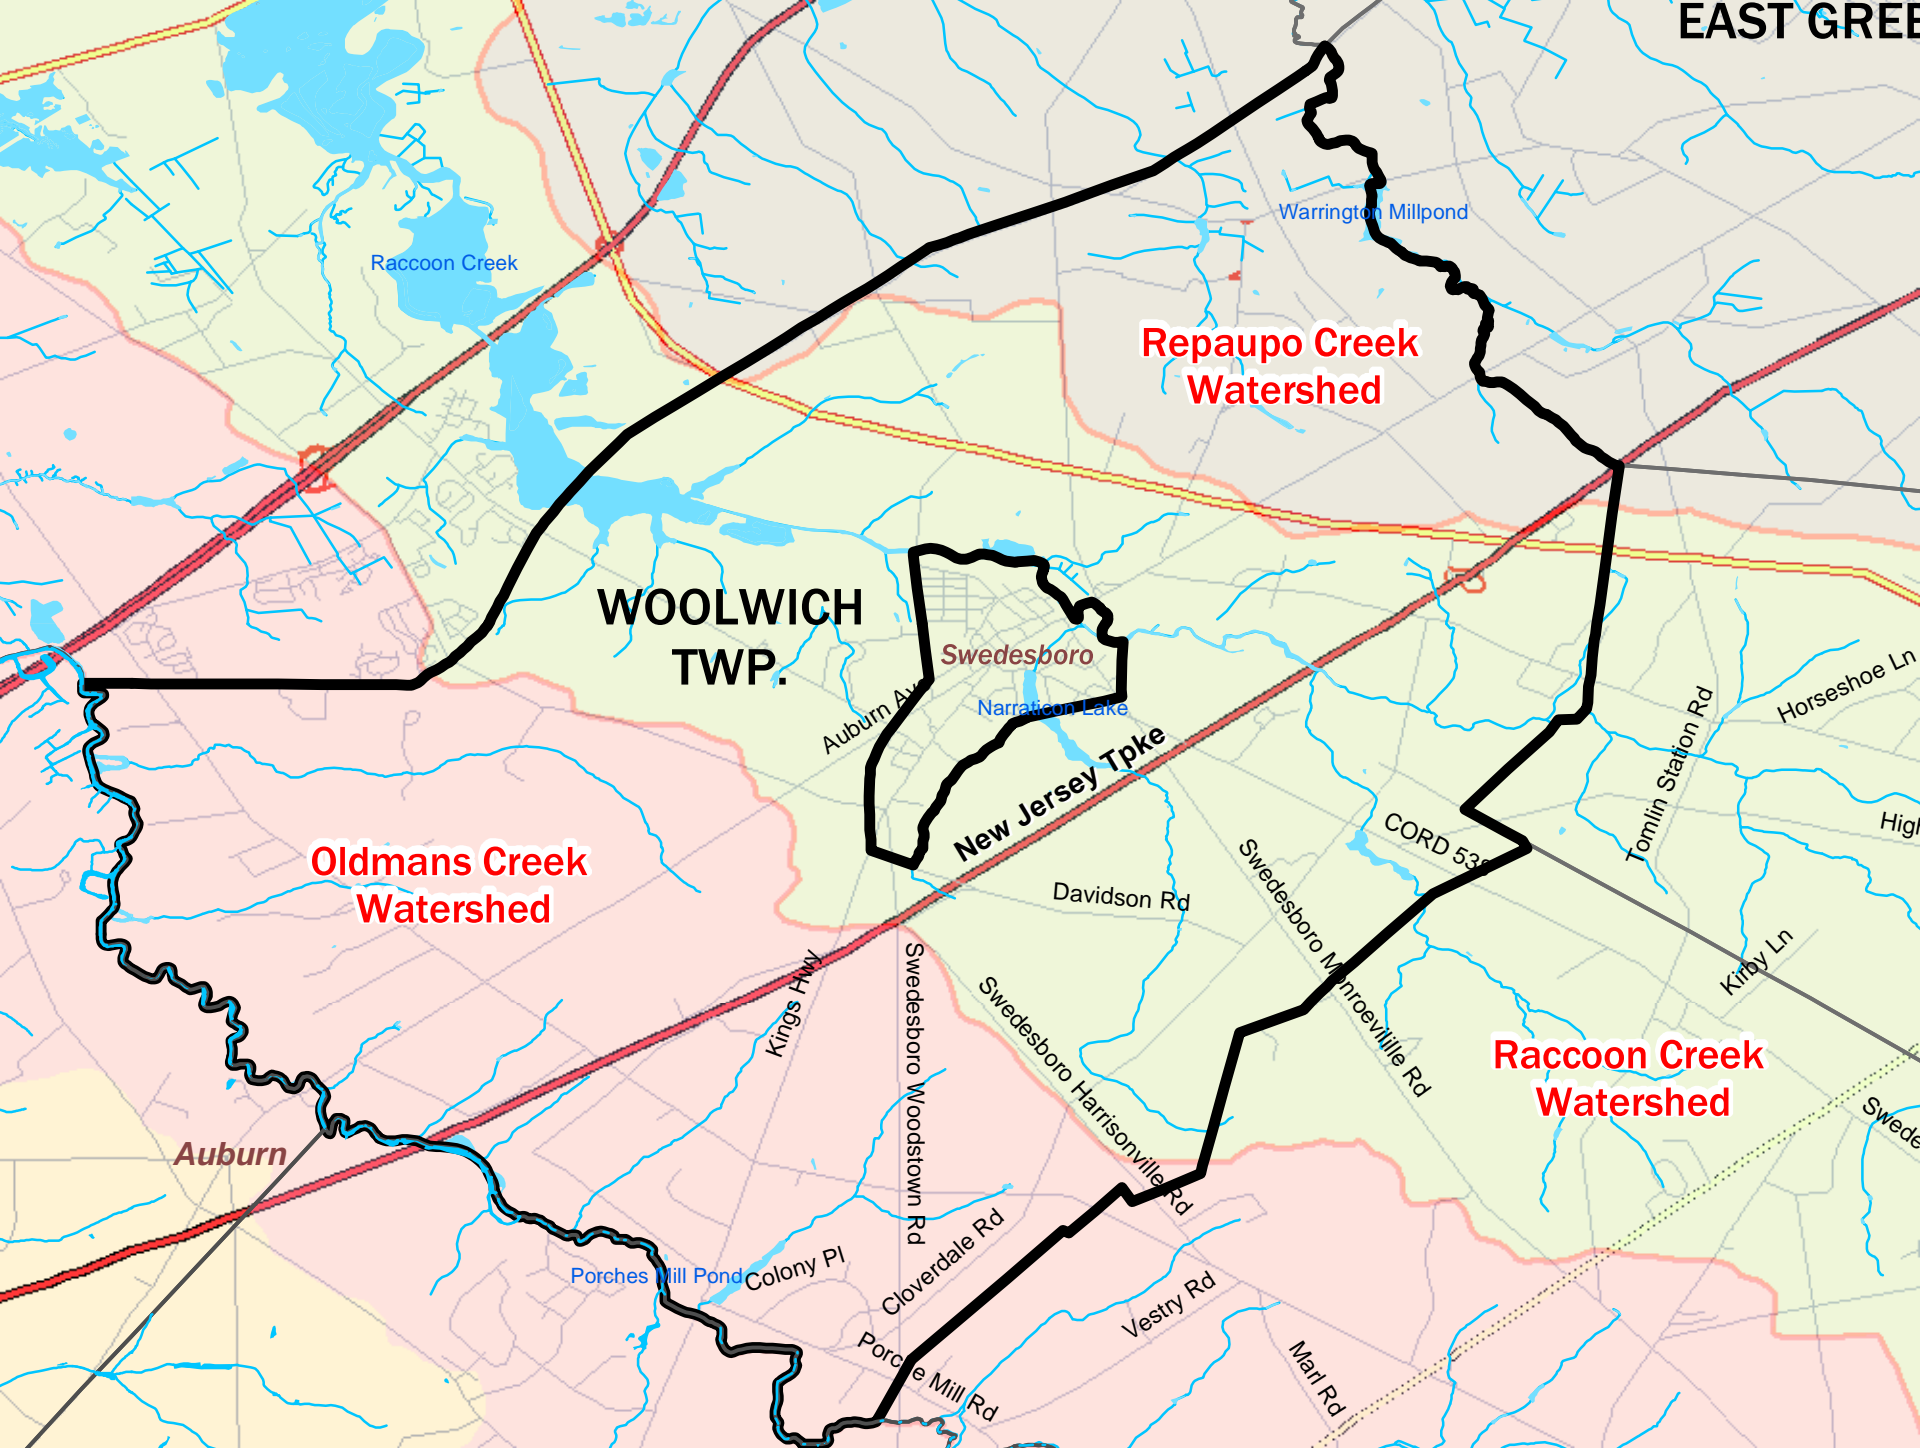 EAST GREE
Warrington Millpond
Raccoon Creek
Repaupo Creek
Watershed
WOOLWICH
TWP.
Swedesboro
Narraticon Lake
Auburn Av
New Jersey Tpke
Horseshoe Ln
Tomlin Station Rd
High
CORD 538
Oldmans Creek
Watershed
Davidson Rd
Swedesboro Monroeville Rd
Kirby Ln
Kings Hwy
Swedesboro Woodstown Rd
Swedesboro Harrisonville Rd
Raccoon Creek
Watershed
Swede
Auburn
Porches Mill Pond
Colony Pl
Cloverdale Rd
Vestry Rd
Porche Mill Rd
Marl Rd